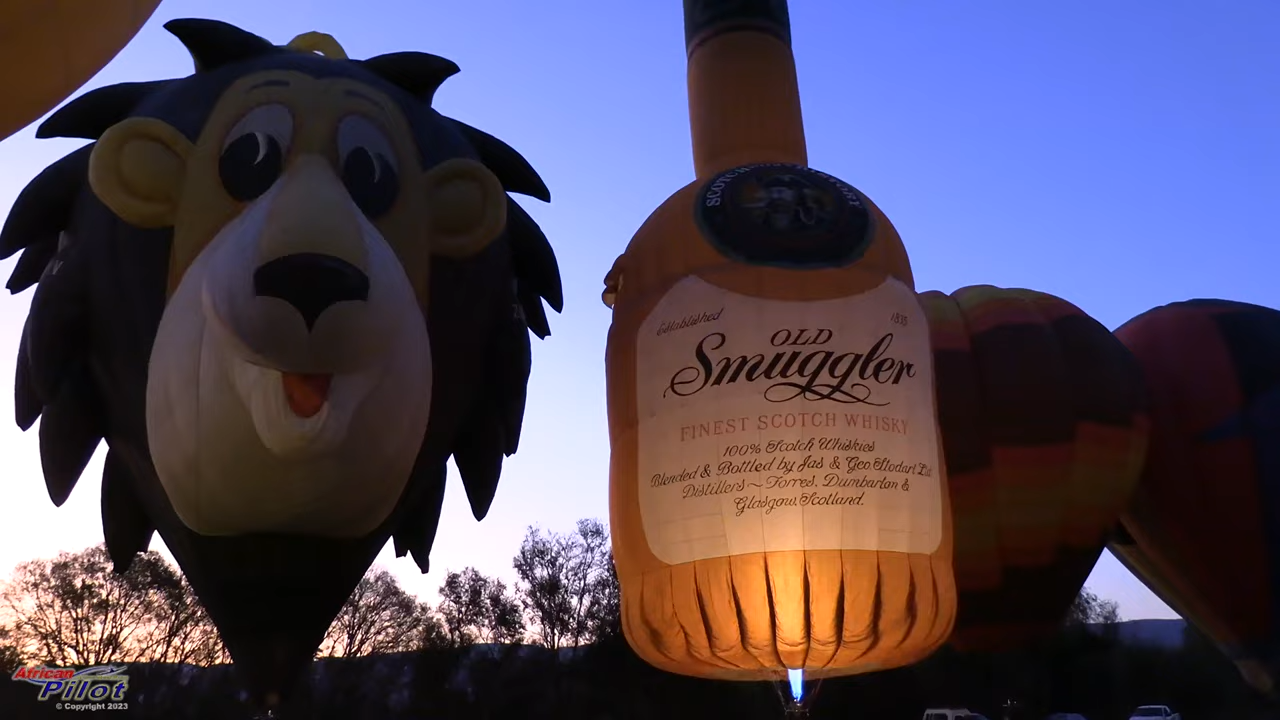 Established 1835
OLD
Smuggler
FINEST SCOTCH WHISKY
100% Scotch Whiskies
Blended & Bottled by Jas & Geo Stodart Ltd.
Distillers ~ Forres, Dumbarton &
Glasgow, Scotland.
African
Pilot
© Copyright 2023